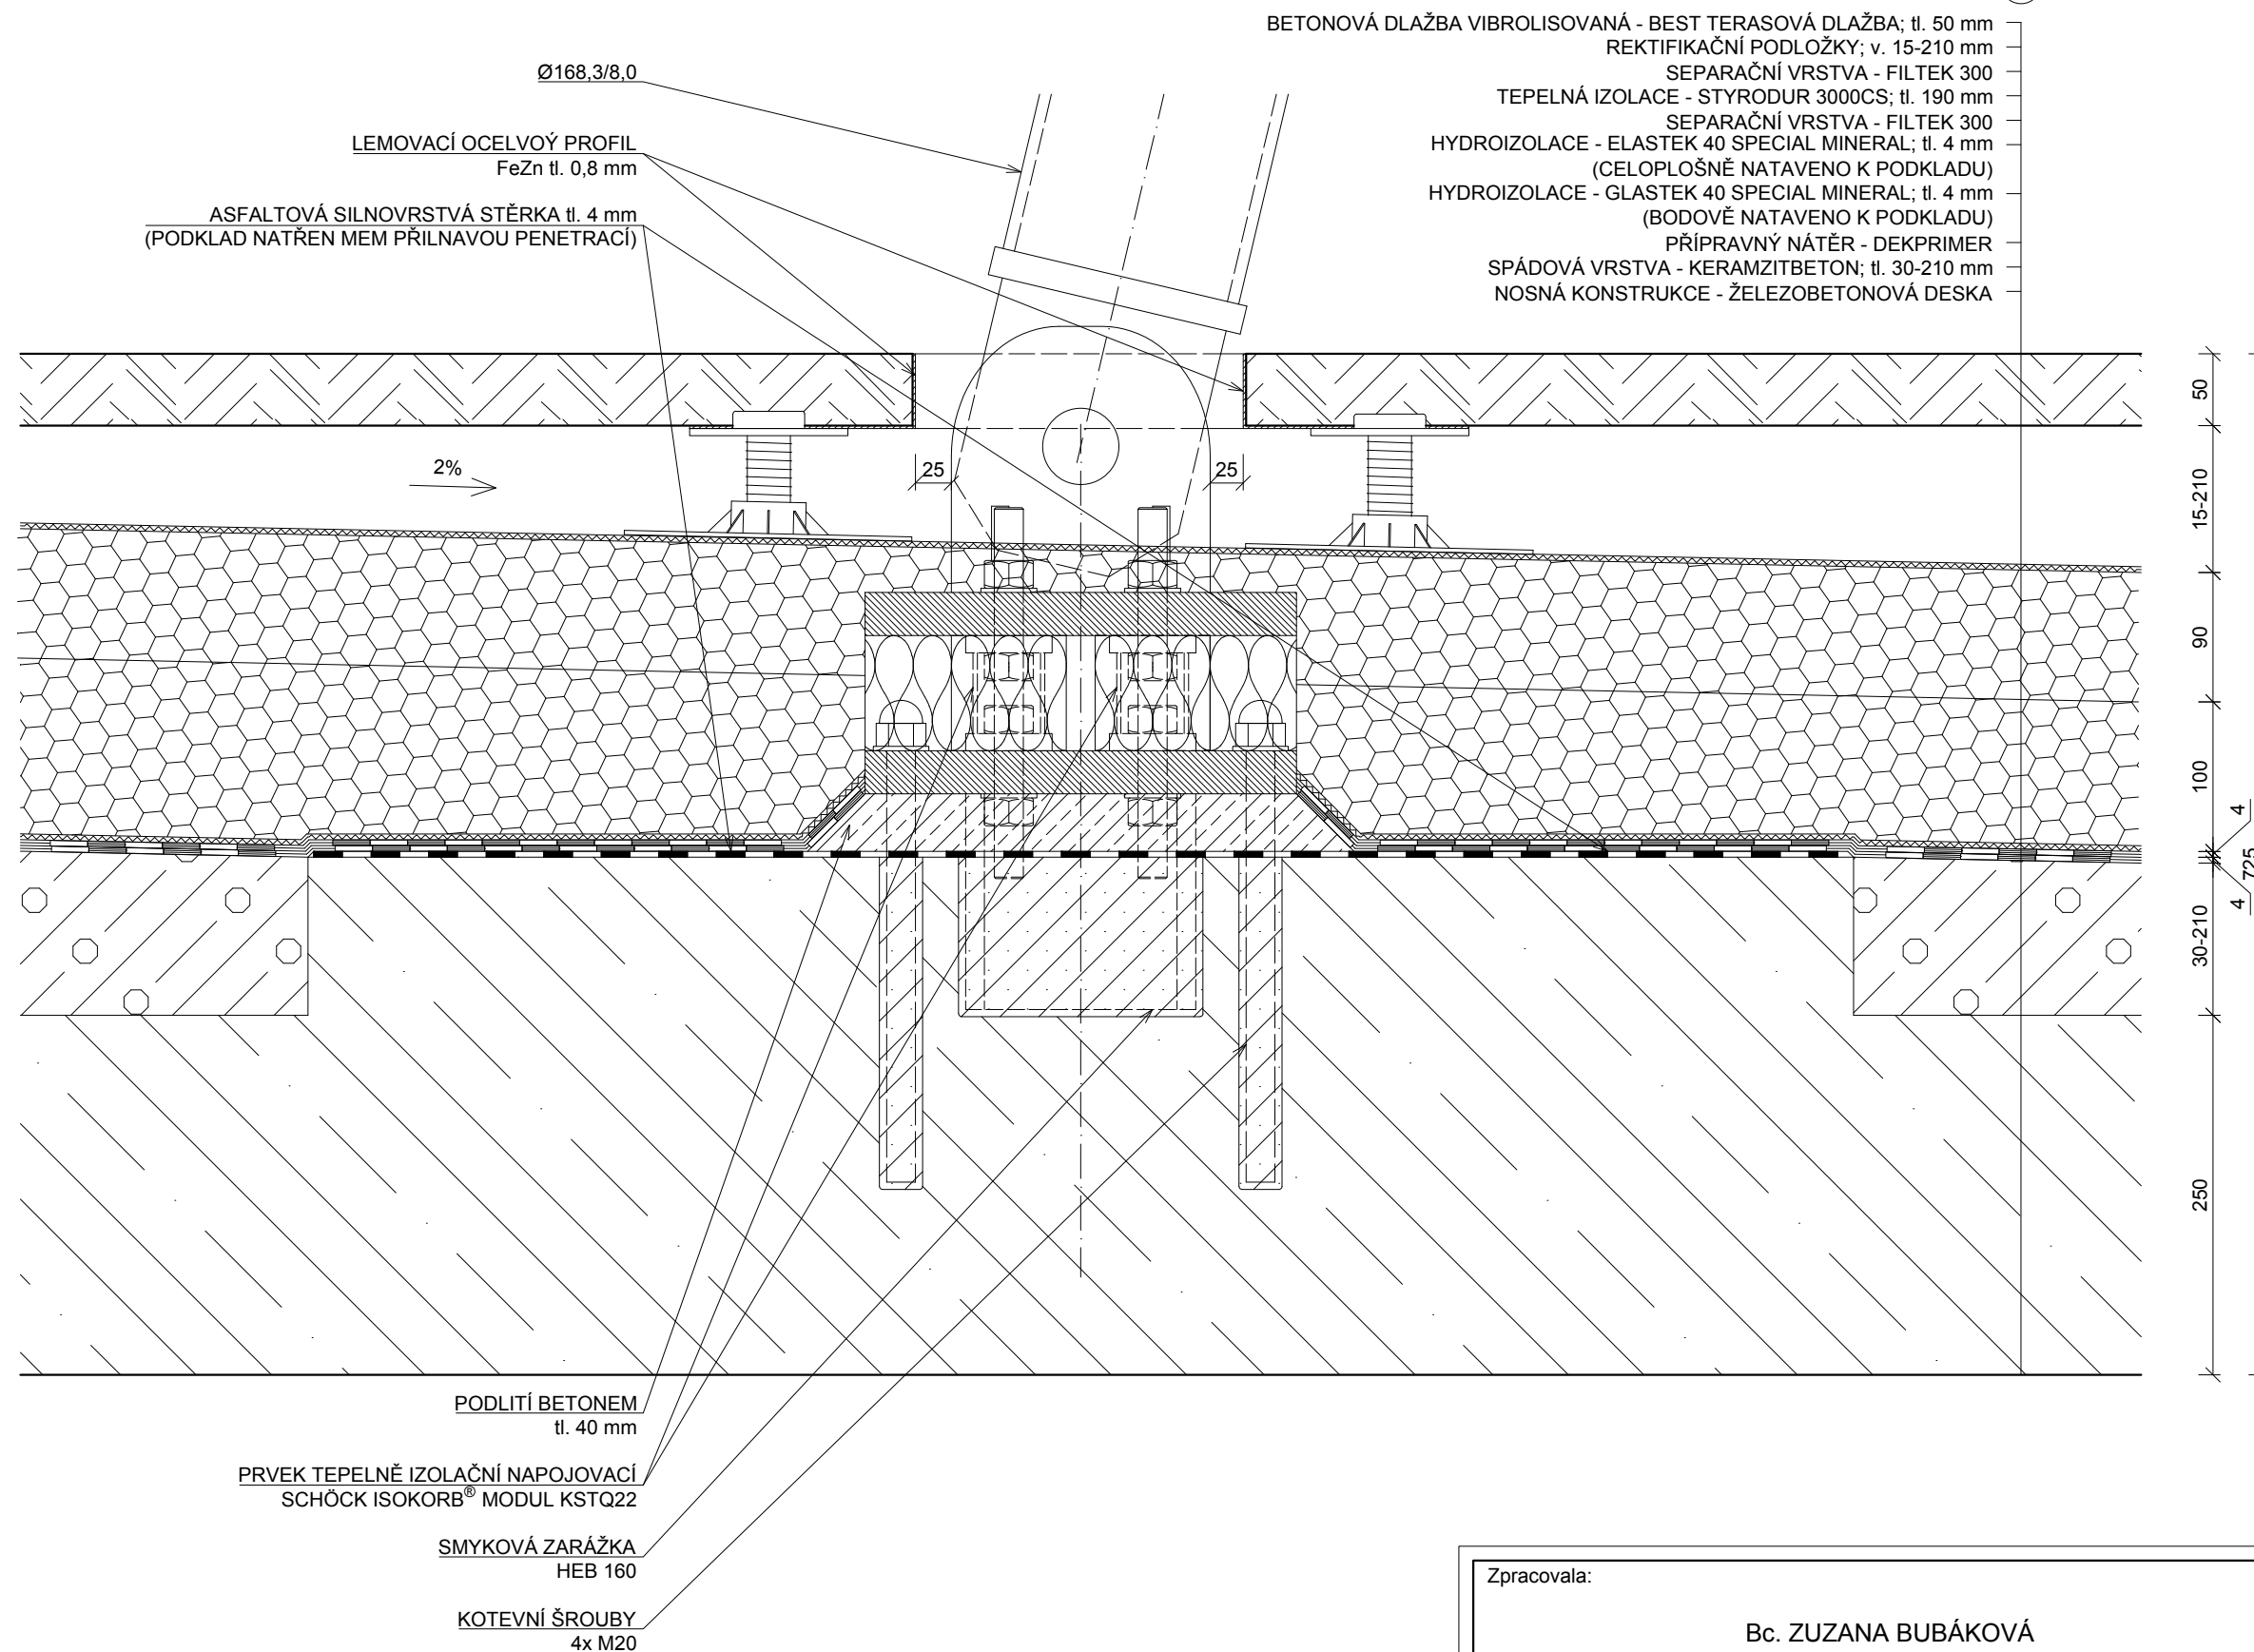 BETONOVÁ DLAŽBA VIBROLISOVANÁ - BEST TERASOVÁ DLAŽBA; tl. 50 mm
REKTIFIKAČNÍ PODLOŽKY; v. 15-210 mm
SEPARAČNÍ VRSTVA - FILTEK 300
TEPELNÁ IZOLACE - STYRODUR 3000CS; tl. 190 mm
SEPARAČNÍ VRSTVA - FILTEK 300
HYDROIZOLACE - ELASTEK 40 SPECIAL MINERAL; tl. 4 mm
(CELOPLOŠNĚ NATAVENO K PODKLADU)
HYDROIZOLACE - GLASTEK 40 SPECIAL MINERAL; tl. 4 mm
(BODOVĚ NATAVENO K PODKLADU)
PŘÍPRAVNÝ NÁTĚR - DEKPRIMER
SPÁDOVÁ VRSTVA - KERAMZITBETON; tl. 30-210 mm
NOSNÁ KONSTRUKCE - ŽELEZOBETONOVÁ DESKA
Ø168,3/8,0
LEMOVACÍ OCELVOÝ PROFIL
FeZn tl. 0,8 mm
ASFALTOVÁ SILNOVRSTVÁ STĚRKA tl. 4 mm
(PODKLAD NATŘEN MEM PŘILNAVOU PENETRACÍ)
2%
25
25
50
15-210
90
100
4
725
4
30-210
250
PODLITÍ BETONEM
tl. 40 mm
PRVEK TEPELNĚ IZOLAČNÍ NAPOJOVACÍ
SCHÖCK ISOKORB® MODUL KSTQ22
SMYKOVÁ ZARÁŽKA
HEB 160
KOTEVNÍ ŠROUBY
4x M20
Zpracovala:
Bc. ZUZANA BUBÁKOVÁ